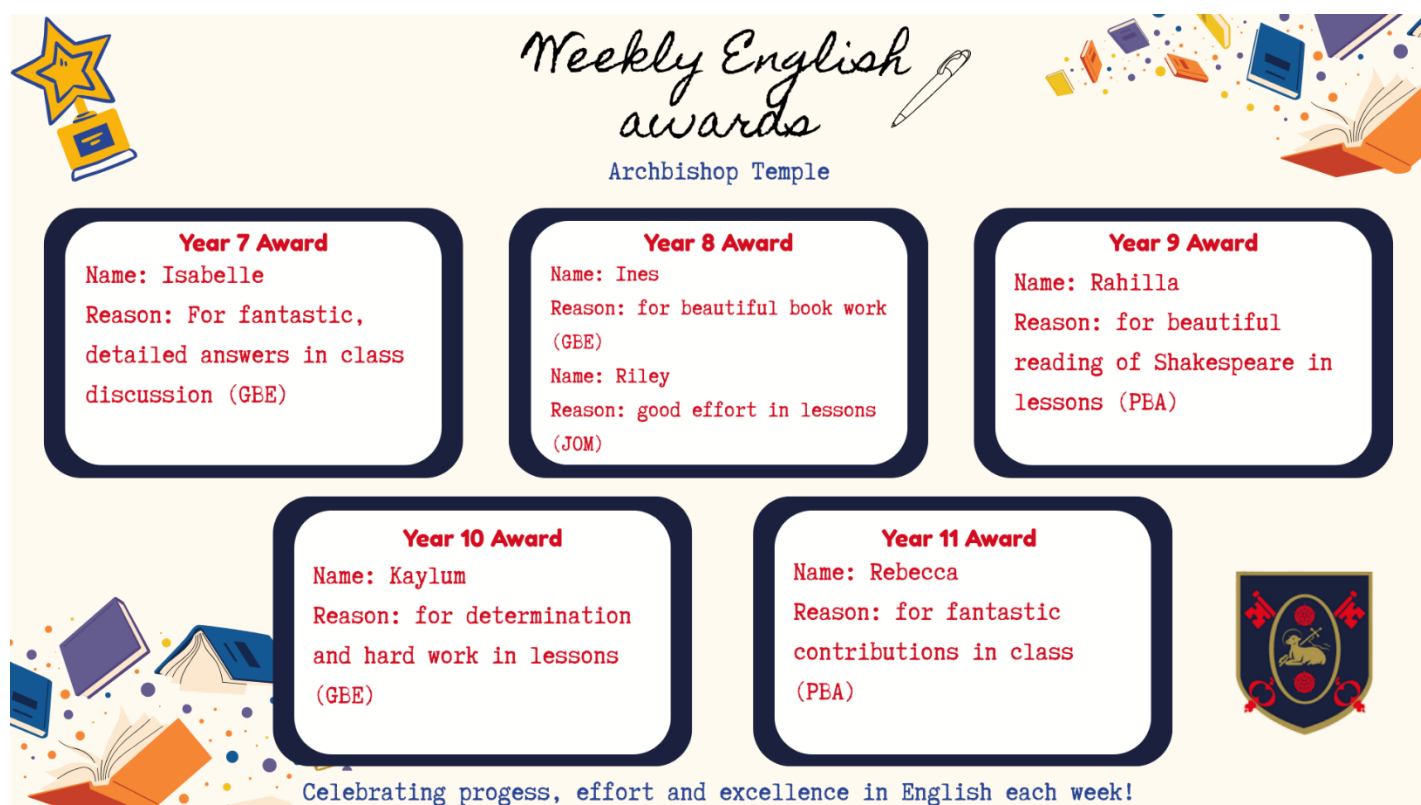 Weekly English
awards
Archbishop Temple
Year 7 Award
Name: Isabelle
Reason: For fantastic,
detailed answers in class
discussion (GBE)
Year 8 Award
Name: Ines
Reason: for beautiful book work
(GBE)
Name: Riley
Reason: good effort in lessons
(JOM)
Year 9 Award
Name: Rahilla
Reason: for beautiful
reading of Shakespeare in
lessons (PBA)
Year 10 Award
Name: Kaylum
Reason: for determination
and hard work in lessons
(GBE)
Year 11 Award
Name: Rebecca
Reason: for fantastic
contributions in class
(PBA)
Celebrating progess, effort and excellence in English each week!